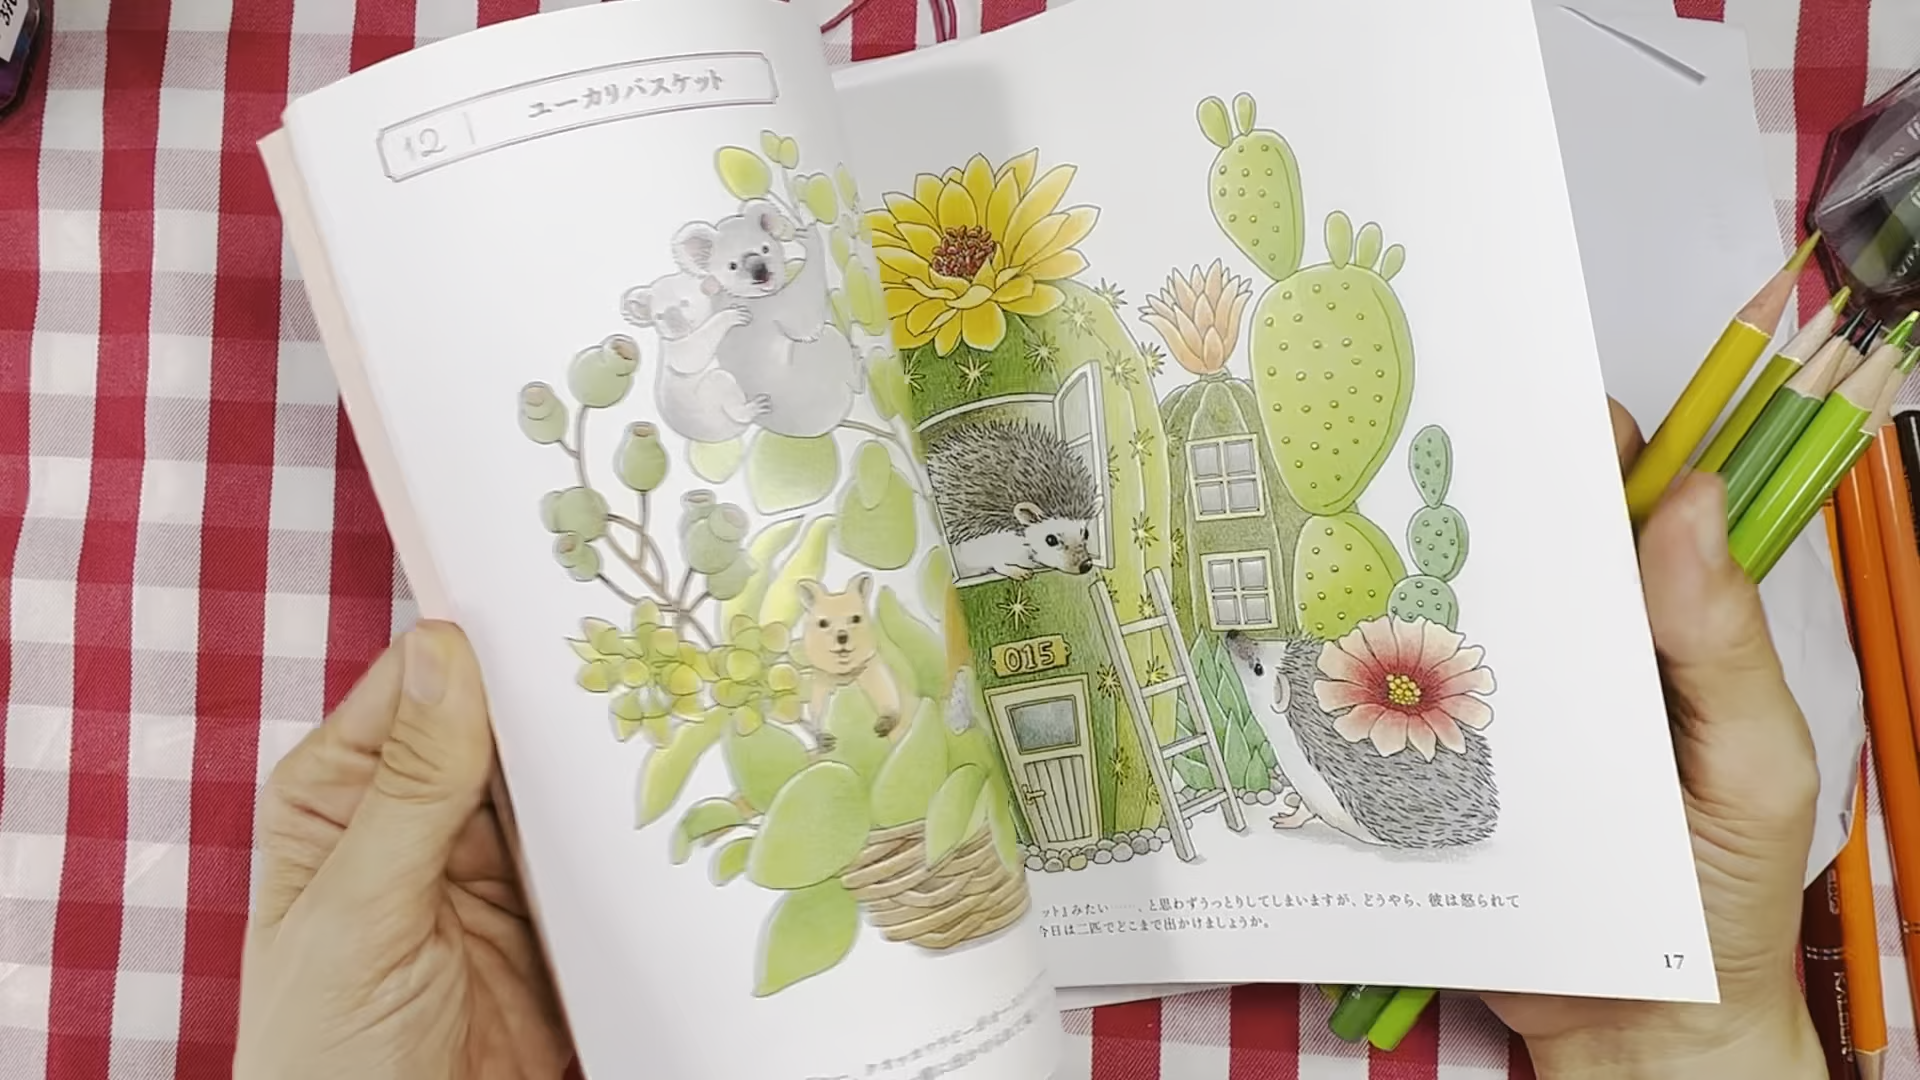 12
ユーカリバスケット
015
ット』みたい……、と思わずうっとりしてしまいますが、どうやら、彼は怒られて
今日は二匹でどこまで出かけましょうか。
17